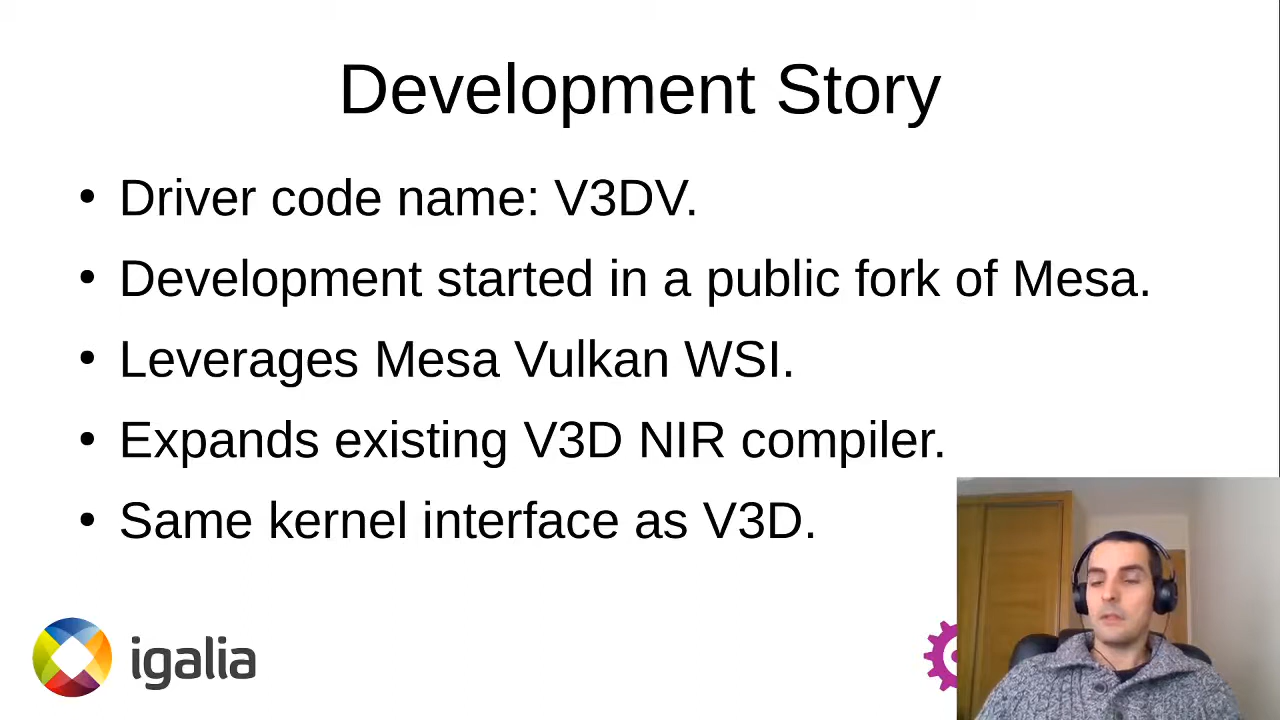 Development Story
• Driver code name: V3DV.
• Development started in a public fork of Mesa.
• Leverages Mesa Vulkan WSI.
• Expands existing V3D NIR compiler.
• Same kernel interface as V3D.
igalia